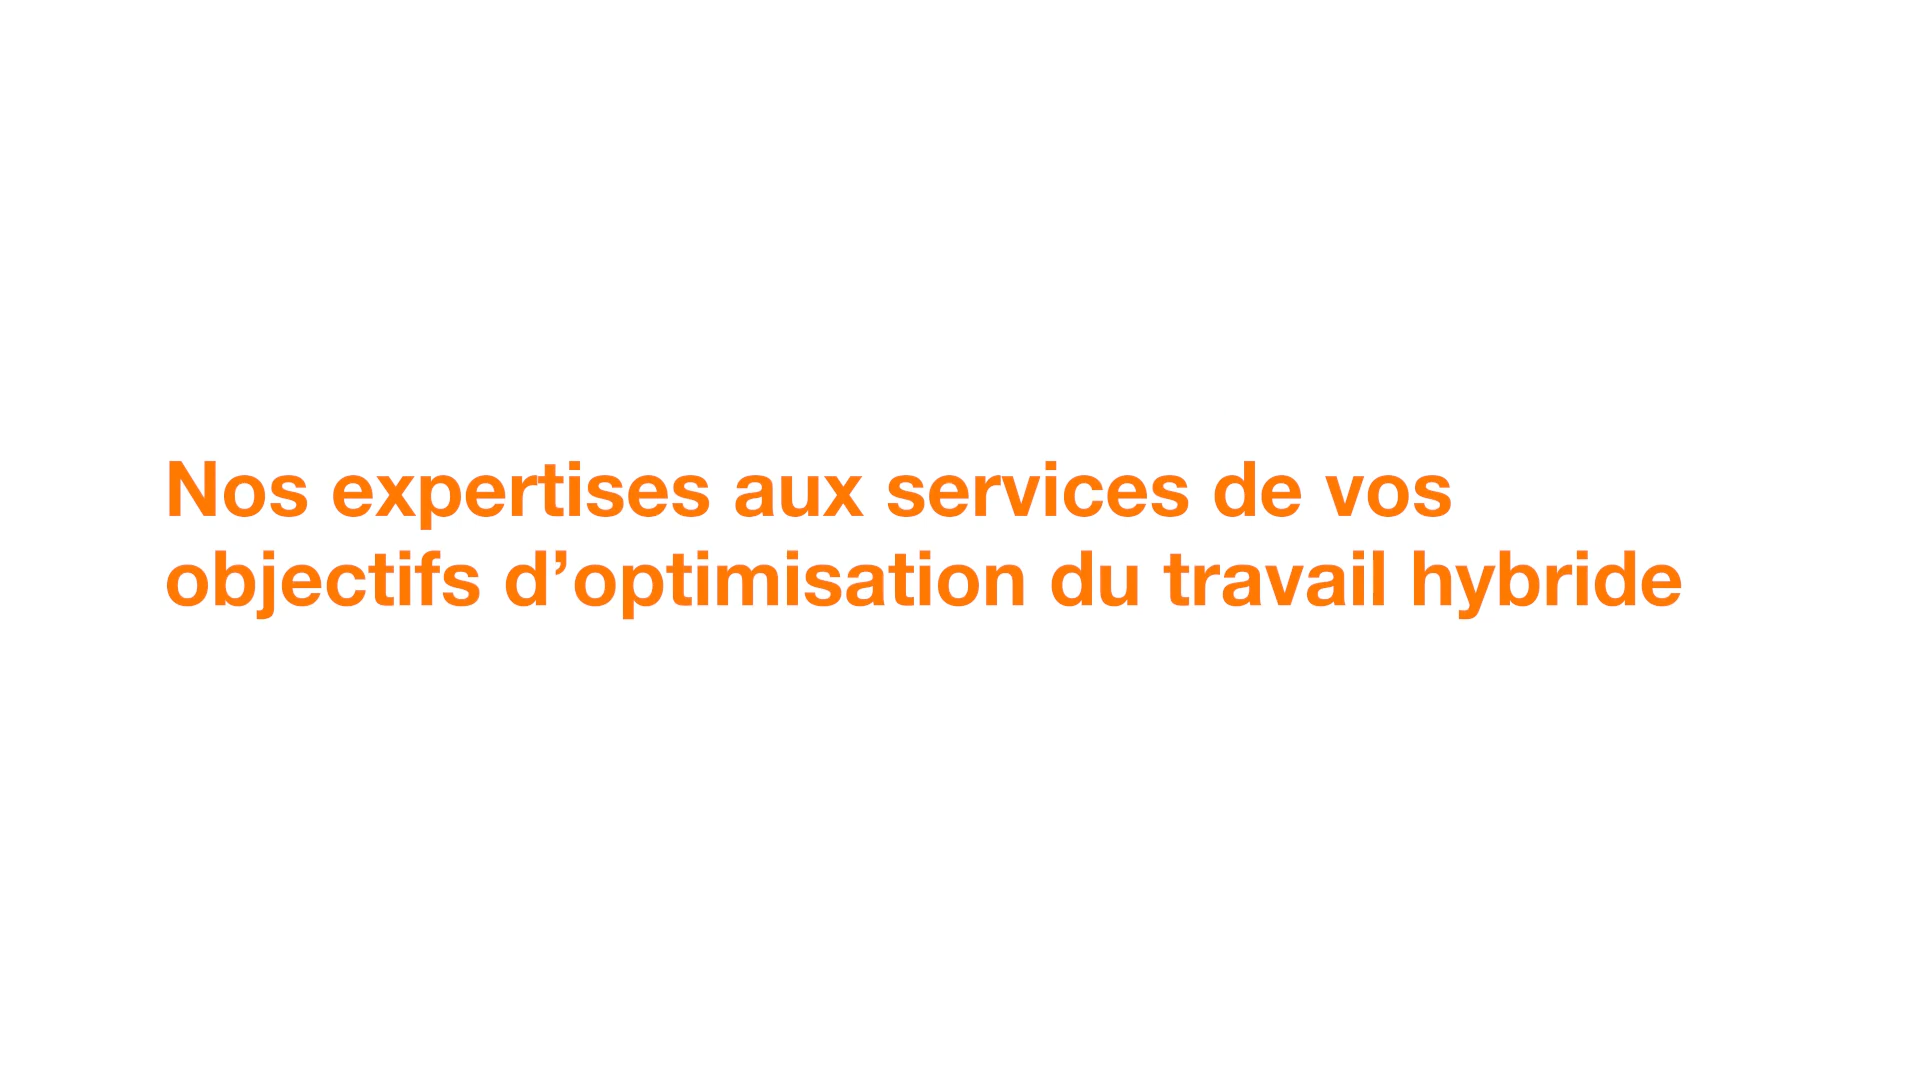 Nos expertises aux services de vos
objectifs d’optimisation du travail hybride